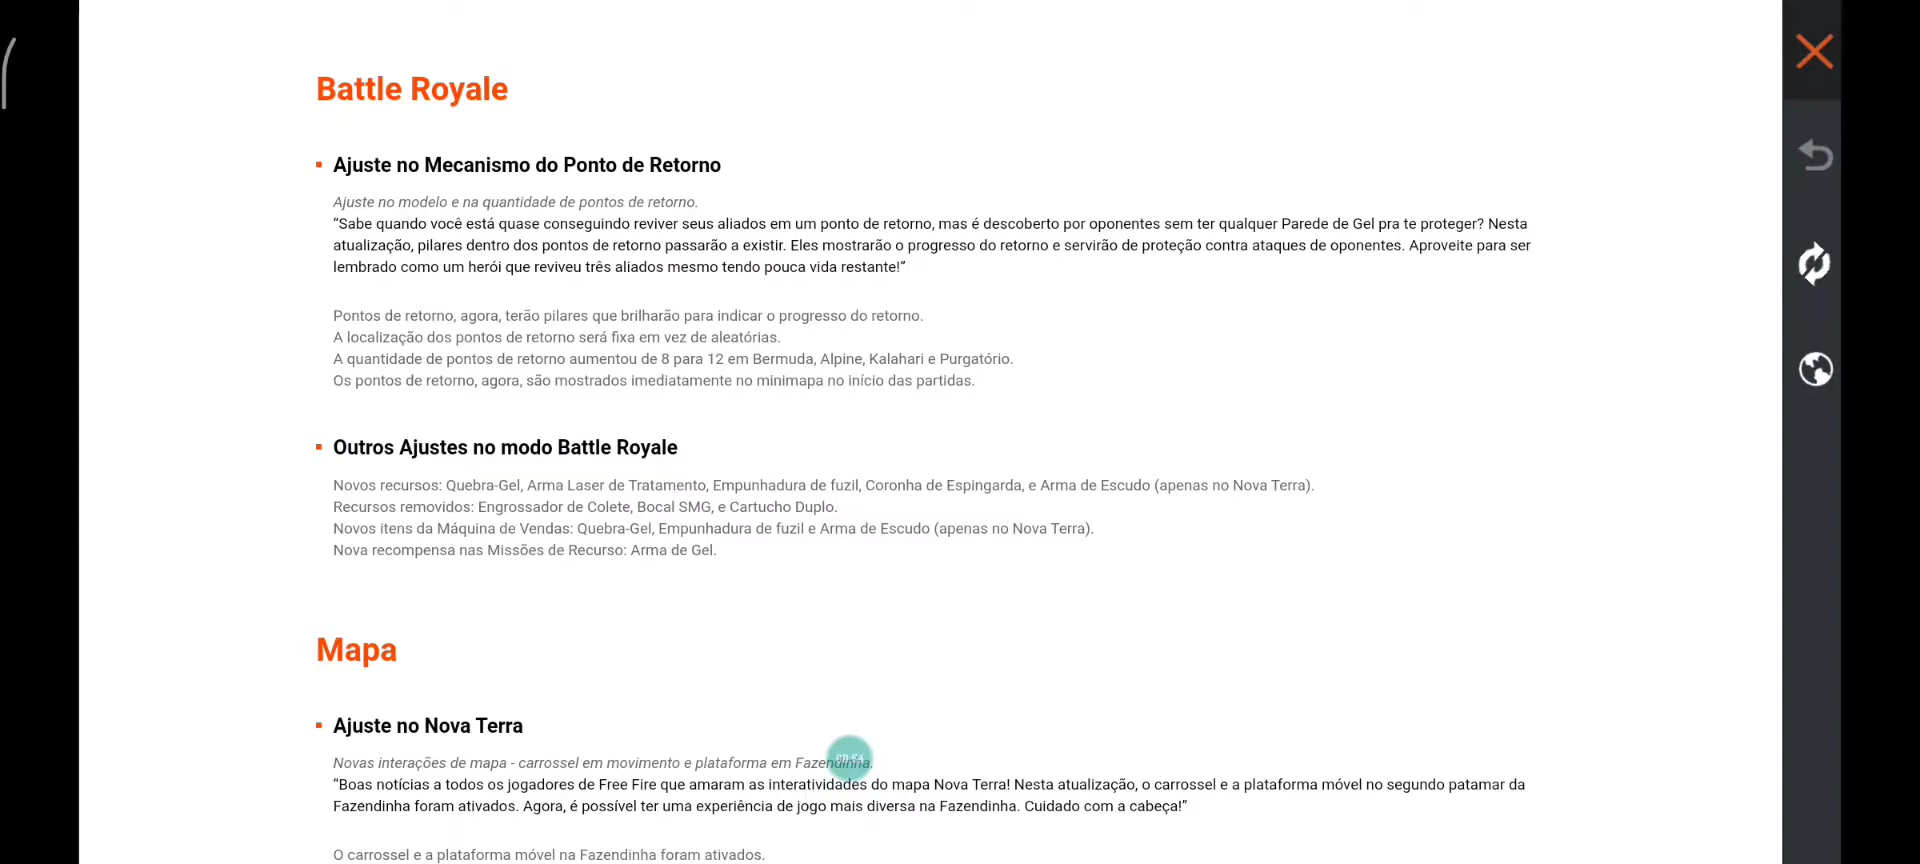 Battle Royale
Ajuste no Mecanismo do Ponto de Retorno
Ajuste no modelo e na quantidade de pontos de retorno.
“Sabe quando você está quase conseguindo reviver seus aliados em um ponto de retorno, mas é descoberto por oponentes sem ter qualquer Parede de Gel pra te proteger? Nesta
atualização, pilares dentro dos pontos de retorno passarão a existir. Eles mostrarão o progresso do retorno e servirão de proteção contra ataques de oponentes. Aproveite para ser
lembrado como um herói que reviveu três aliados mesmo tendo pouca vida restante!”
Pontos de retorno, agora, terão pilares que brilharão para indicar o progresso do retorno.
A localização dos pontos de retorno será fixa em vez de aleatórias.
A quantidade de pontos de retorno aumentou de 8 para 12 em Bermuda, Alpine, Kalahari e Purgatório.
Os pontos de retorno, agora, são mostrados imediatamente no minimapa no início das partidas.
Outros Ajustes no modo Battle Royale
Novos recursos: Quebra-Gel, Arma Laser de Tratamento, Empunhadura de fuzil, Coronha de Espingarda, e Arma de Escudo (apenas no Nova Terra).
Recursos removidos: Engrossador de Colete, Bocal SMG, e Cartucho Duplo.
Novos itens da Máquina de Vendas: Quebra-Gel, Empunhadura de fuzil e Arma de Escudo (apenas no Nova Terra).
Nova recompensa nas Missões de Recurso: Arma de Gel.
Mapa
Ajuste no Nova Terra
Novas interações de mapa - carrossel em movimento e plataforma em Fazendinha.
“Boas notícias a todos os jogadores de Free Fire que amaram as interatividades do mapa Nova Terra! Nesta atualização, o carrossel e a plataforma móvel no segundo patamar da
Fazendinha foram ativados. Agora, é possível ter uma experiência de jogo mais diversa na Fazendinha. Cuidado com a cabeça!”
O carrossel e a plataforma móvel na Fazendinha foram ativados.